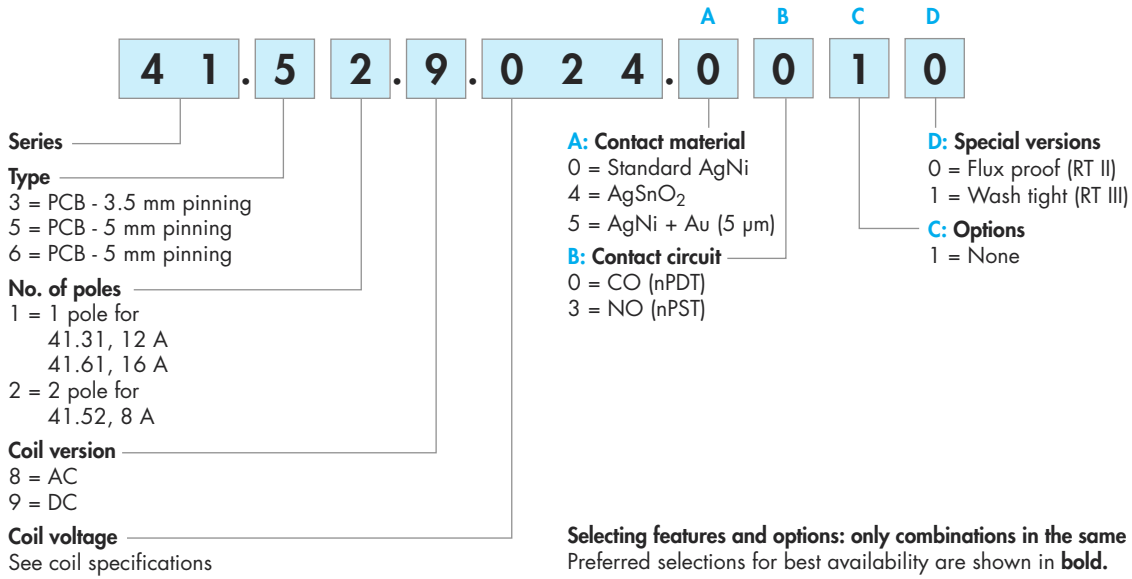 A B C D
4 1 . 5 2 . 9 . 0 2 4 . 0 0 1 0
Series
Type
3 = PCB - 3.5 mm pinning
5 = PCB - 5 mm pinning
6 = PCB - 5 mm pinning
No. of poles
1 = 1 pole for
41.31, 12 A
41.61, 16 A
2 = 2 pole for
41.52, 8 A
Coil version
8 = AC
9 = DC
Coil voltage
See coil specifications
A: Contact material
0 = Standard AgNi
4 = AgSnO2
5 = AgNi + Au (5 µm)
B: Contact circuit
0 = CO (nPDT)
3 = NO (nPST)
D: Special versions
0 = Flux proof (RT II)
1 = Wash tight (RT III)
C: Options
1 = None
Selecting features and options: only combinations in the same
Preferred selections for best availability are shown in bold.